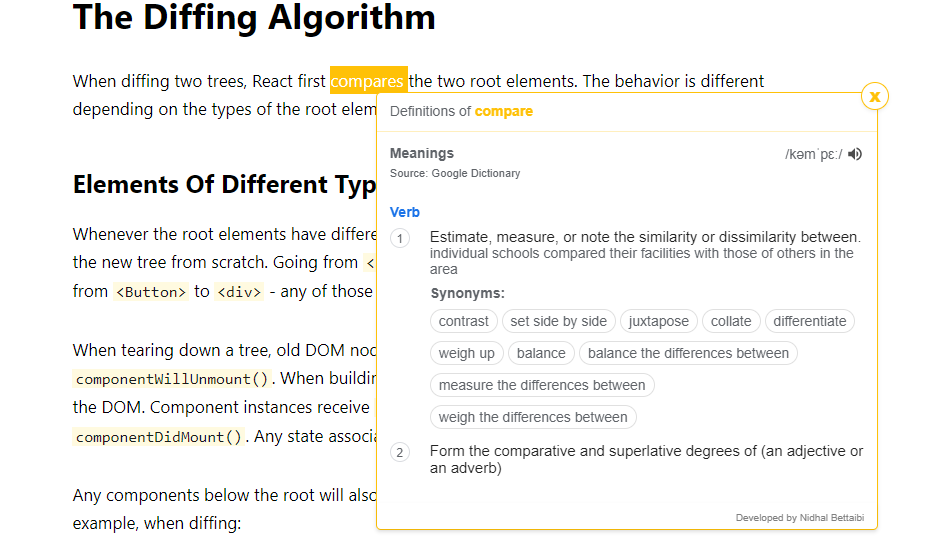 The Diffing Algorithm
When diffing two trees, React first compares the two root elements. The behavior is different
depending on the types of the root elem
Elements Of Different Typ
Whenever the root elements have differe
the new tree from scratch. Going from <
from <Button> to <div> - any of those
When tearing down a tree, old DOM noc
componentWillUnmount(). When buildin
the DOM. Component instances receive
componentDidMount(). Any state associa
Any components below the root will also
example, when diffing:
Definitions of compare
x
Meanings
/kəmˈpɛː/
Source: Google Dictionary
Verb
1
Estimate, measure, or note the similarity or dissimilarity between.
individual schools compared their facilities with those of others in the
area
Synonyms:
contrast set side by side juxtapose collate differentiate
weigh up balance balance the differences between
measure the differences between
weigh the differences between
2
Form the comparative and superlative degrees of (an adjective or
an adverb)
Developed by Nidhal Bettaibi